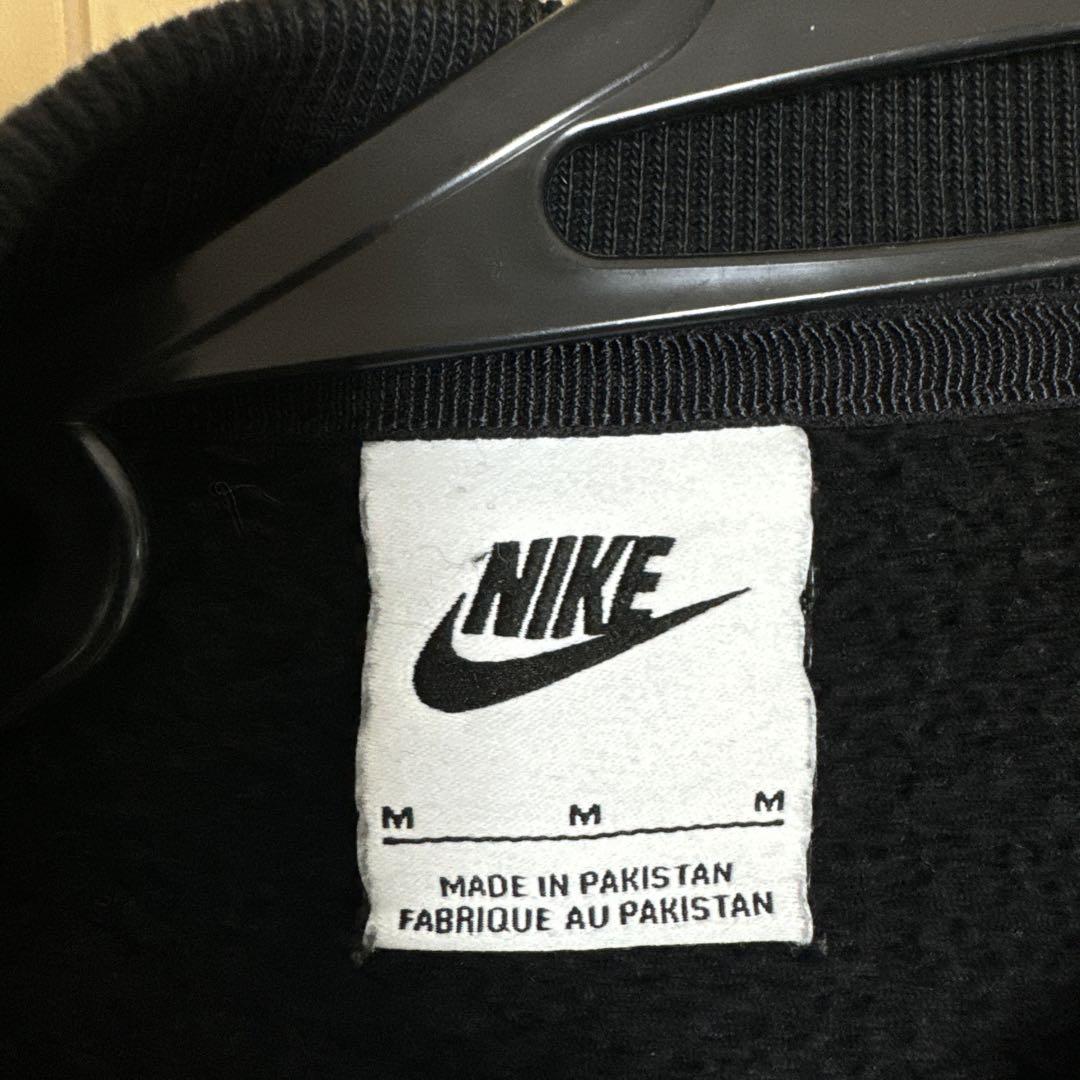 NIKE
M M M
MADE IN PAKISTAN
FABRIQUE AU PAKISTAN